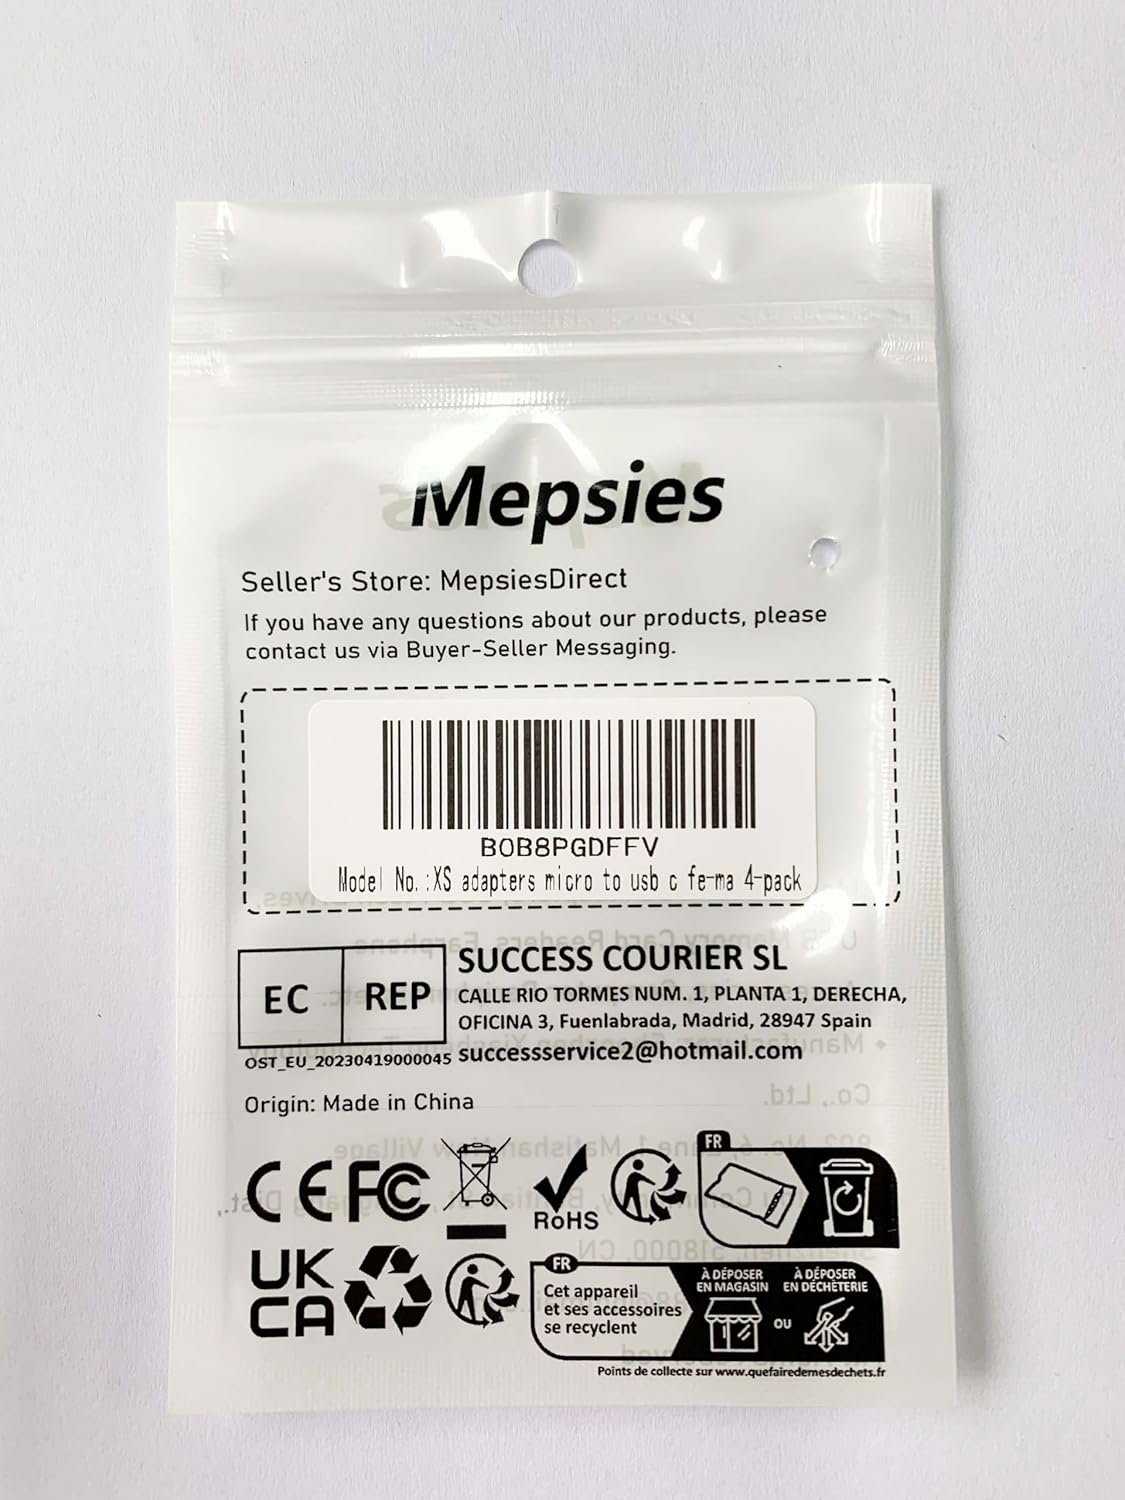 Mepsies
Seller's Store: MepsiesDirect
If you have any questions about our products, please
contact us via Buyer-Seller Messaging.
B0B8PGDFFV
Model No.:XS adapters micro to usb c fe-ma 4-pack
EC REP
SUCCESS COURIER SL
CALLE RIO TORMES NUM. 1, PLANTA 1, DERECHA,
OFICINA 3, Fuenlabrada, Madrid, 28947 Spain
OST_EU_20230419000045 successservice2@hotmail.com
Origin: Made in China
CE FC
RoHS
FR
UK
CA
FR
Cet appareil
et ses accessoires
se recyclent
À DÉPOSER
EN MAGASIN
OU
À DÉPOSER
EN DÉCHÈTERIE
Points de collecte sur www.quefairedemesdechets.fr